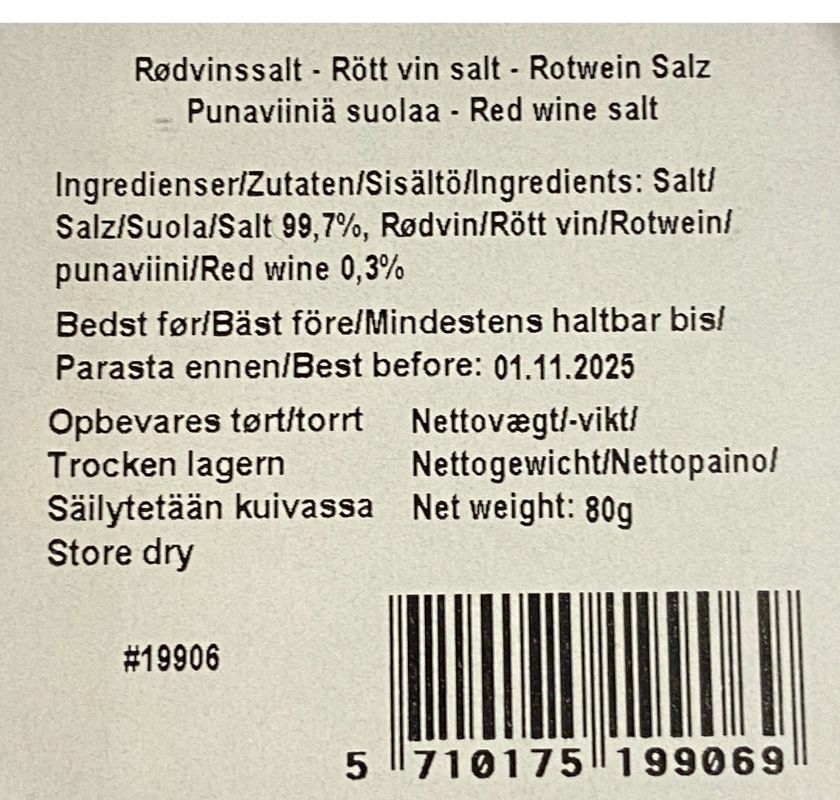 Rødvinssalt - Rött vin salt - Rotwein Salz
Punaviiniä suolaa - Red wine salt
Ingredienser/Zutaten/Sisältö/Ingredients: Salt/
Salz/Suola/Salt 99,7%, Rødvin/Rött vin/Rotwein/
punaviini/Red wine 0,3%
Bedst før/Bäst före/Mindestens haltbar bis/
Parasta ennen/Best before: 01.11.2025
Opbevares tørt/torrt
Trocken lagern
Säilytetään kuivassa
Store dry
Nettovægt/-vikt/
Nettogewicht/Nettopaino/
Net weight: 80g
#19906
5 710175 199069